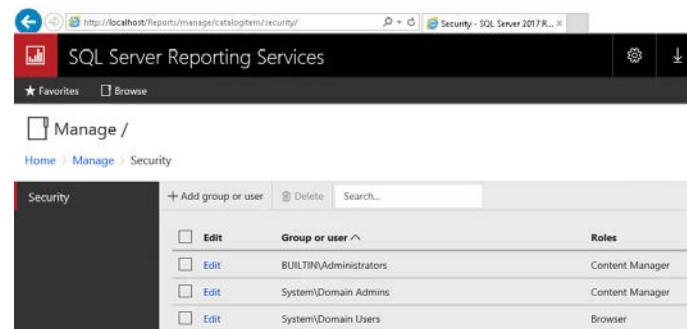 http://localhost/Reports/manage/catalogitem/security/
Security - SQL Server 2017 R...
SQL Server Reporting Services
Favorites Browse
Manage /
Home > Manage > Security
Security
+ Add group or user Delete Search...
Edit Group or user Roles
Edit BUILTIN\Administrators Content Manager
Edit System\Domain Admins Content Manager
Edit System\Domain Users Browser